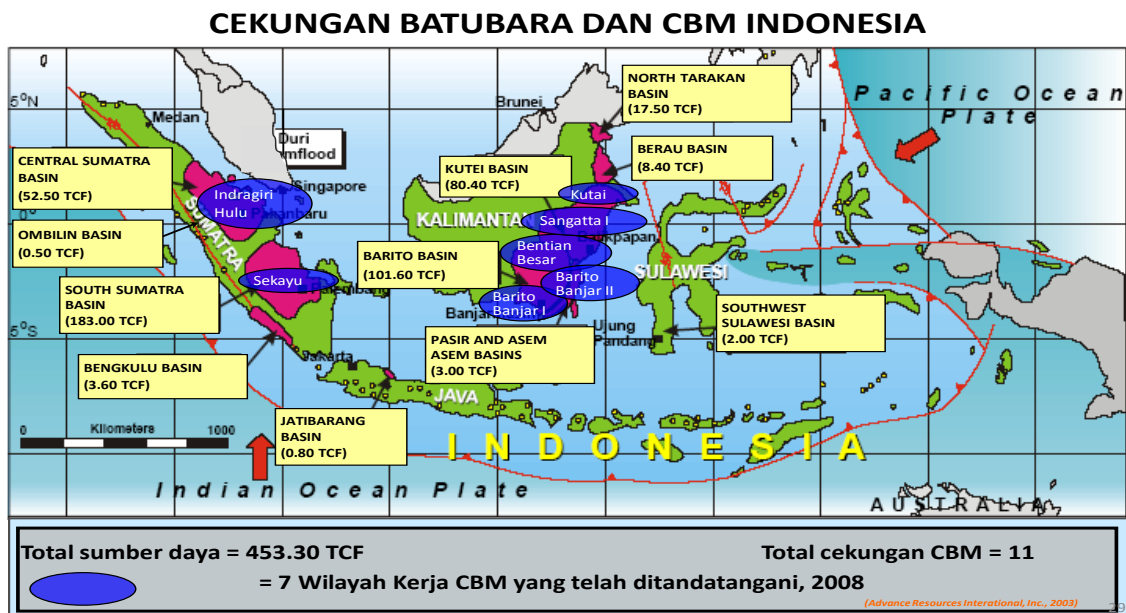 CEKUNGAN BATUBARA DAN CBM INDONESIA
NORTH TARAKAN
BASIN
(17.50 TCF)
Pacific Ocean
Plate
5°N
Brunei
Medan
Duri
mflood
BERAU BASIN
(8.40 TCF)
CENTRAL SUMATRA
BASIN
(52.50 TCF)
KUTEI BASIN
(80.40 TCF)
Singapore
Indragiri
Hulu
Pakanbaru
Kutai
KALIMANTAN
Sangatta I
0°
SUMATRA
OMBILIN BASIN
(0.50 TCF)
Balikpapan
Bentian
Besar
BARITO BASIN
(101.60 TCF)
SULAWESI
Sekayu
Palembang
Barito
Banjar II
SOUTH SUMATRA
BASIN
(183.00 TCF)
Barito
Banjar I
Banjar
SOUTHWEST
SULAWESI BASIN
(2.00 TCF)
5°S
Ujung
Pandang
PASIR AND ASEM
ASEM BASINS
(3.00 TCF)
Jakarta
BENGKULU BASIN
(3.60 TCF)
JAVA
JATIBARANG
BASIN
(0.80 TCF)
0 Kilometers 1000
INDONESIA
Indian Ocean Plate
AUSTRALIA
Total sumber daya = 453.30 TCF
Total cekungan CBM = 11
= 7 Wilayah Kerja CBM yang telah ditandatangani, 2008
(Advance Resources Interational, Inc., 2003)
29